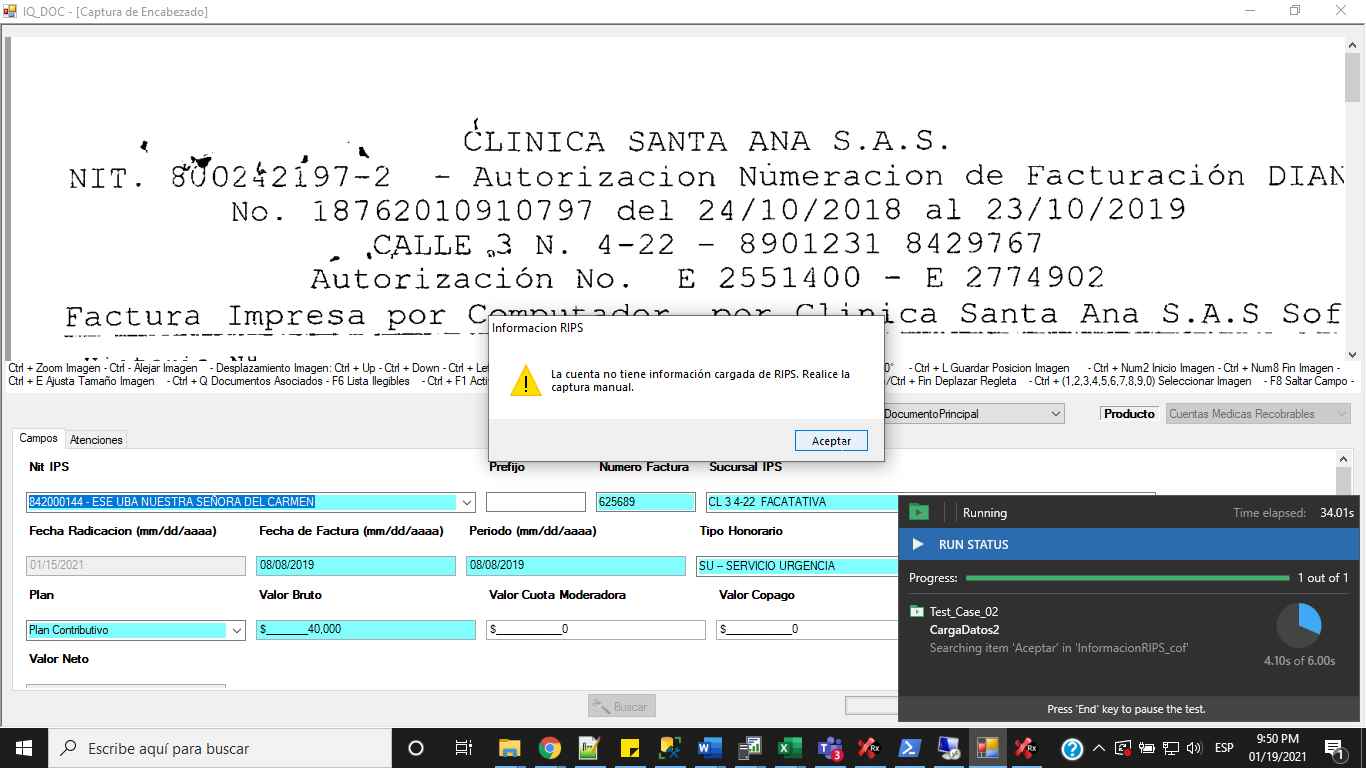 IQ_DOC - [Captura de Encabezado]
CLINICA SANTA ANA S.A.S.
NIT. 800242197-2 - Autorizacion Númeracion de Facturación DIAN
No. 18762010910797 del 24/10/2018 al 23/10/2019
CALLE 3 N. 4-22 - 8901231 8429767
Autorización No. E 2551400 - E 2774902
Factura Impresa por Computador por Clinica Santa Ana S.A.S Sof
Ctrl + Zoom Imagen - Ctrl - Alejar Imagen - Desplazamiento Imagen: Ctrl + Up - Ctrl + Down - Ctrl + Lef
0° - Ctrl + L Guardar Posicion Imagen - Ctrl + Num2 Inicio Imagen - Ctrl + Num8 Fin Imagen -
Ctrl + E Ajusta Tamaño Imagen - Ctrl + Q Documentos Asociados - F6 Lista Ilegibles - Ctrl + F1 Acti
/Ctrl + Fin Deplazar Regleta - Ctrl + (1,2,3,4,5,6,7,8,9,0) Seleccionar Imagen - F8 Saltar Campo -
Informacion RIPS
La cuenta no tiene información cargada de RIPS. Realice la
captura manual.
Aceptar
DocumentoPrincipal
Producto
Cuentas Medicas Recobrables
Campos
Atenciones
Nit IPS
Prefijo
Numero Factura
Sucursal IPS
842000144 - ESE UBA NUESTRA SEÑORA DEL CARMEN
625689
CL 3 4-22 FACATATIVA
Fecha Radicacion (mm/dd/aaaa)
Fecha de Factura (mm/dd/aaaa)
Periodo (mm/dd/aaaa)
Tipo Honorario
01/15/2021
08/08/2019
08/08/2019
SU – SERVICIO URGENCIA
Plan
Valor Bruto
Valor Cuota Moderadora
Valor Copago
Plan Contributivo
$_______40,000
$___________0
$___________0
Valor Neto
Buscar
Running
Time elapsed: 34.01s
RUN STATUS
Progress:
1 out of 1
Test_Case_02
CargaDatos2
Searching item 'Aceptar' in 'InformacionRIPS_cof'
4.10s of 6.00s
Press 'End' key to pause the test.
Escribe aquí para buscar
3
ESP
9:50 PM
01/19/2021
1